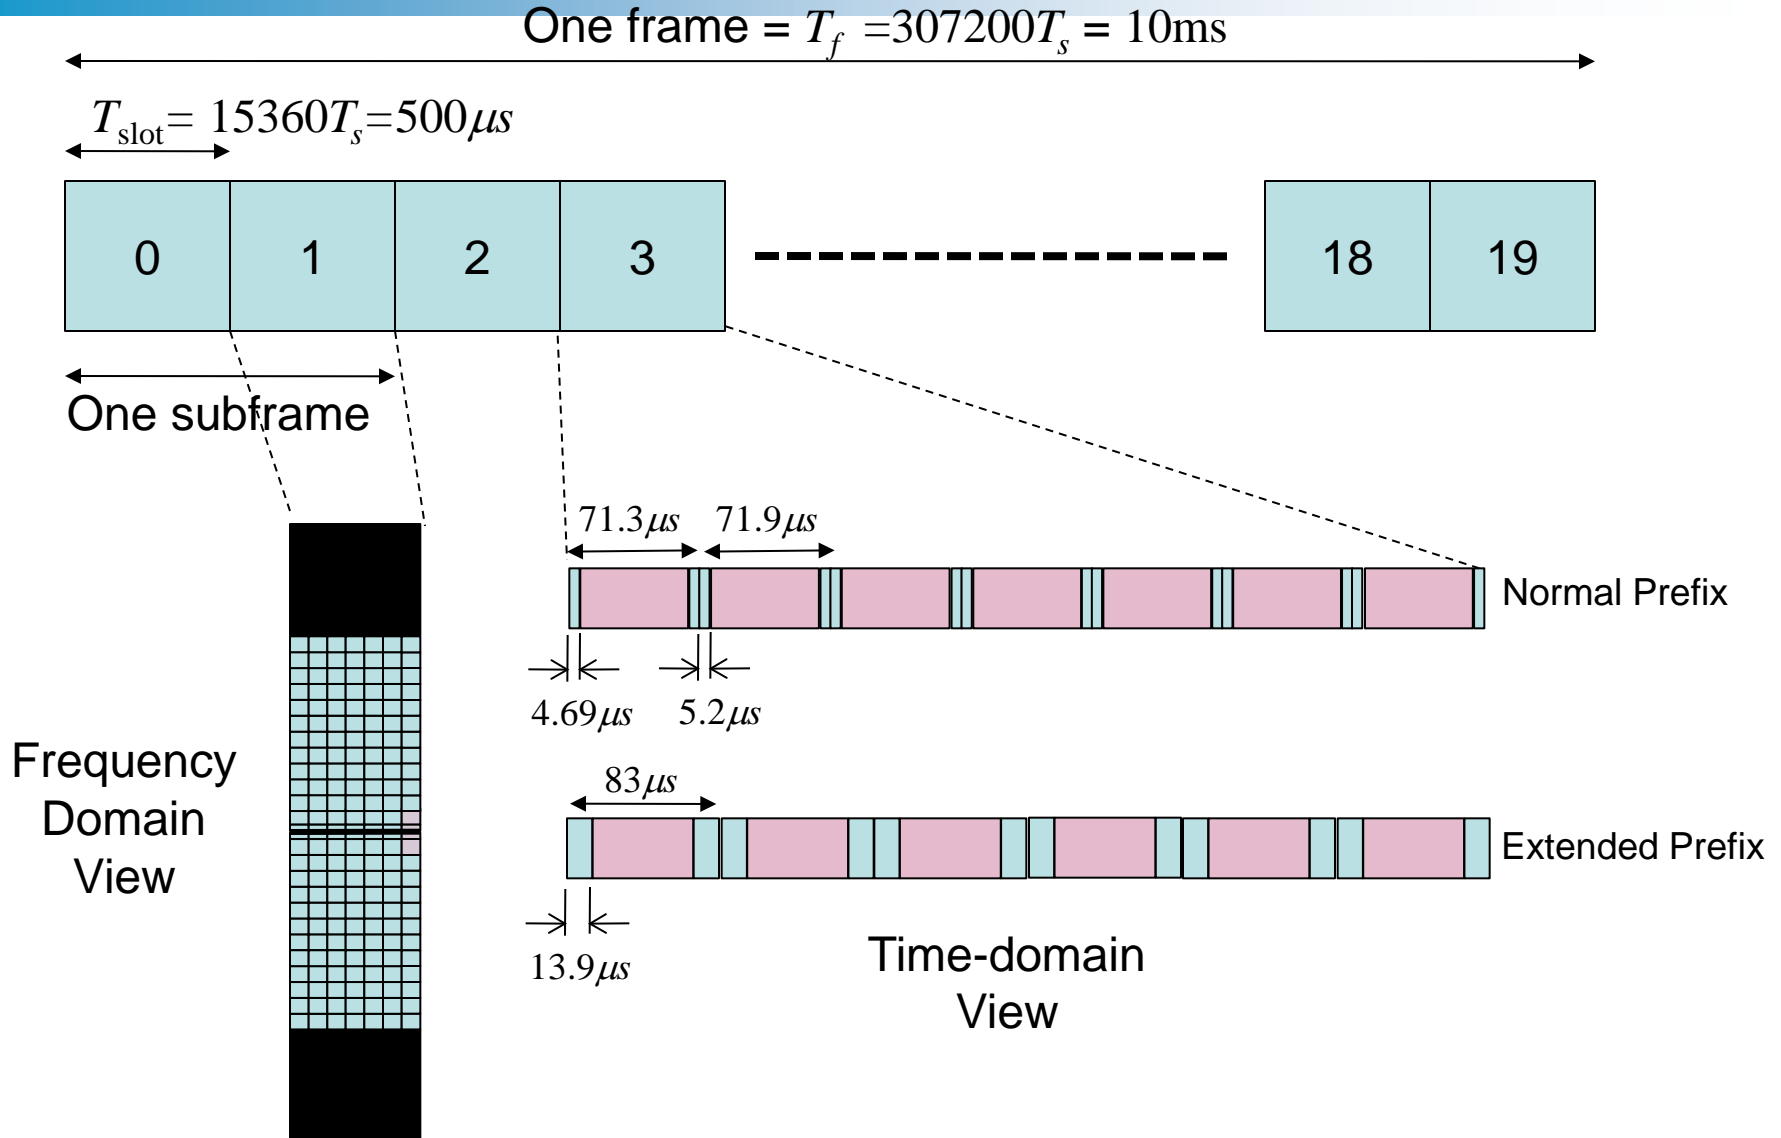 One frame = T_f =307200T_s = 10ms
T_slot= 15360T_s=500μs
0 1 2 3 18 19
One subframe
71.3μs 71.9μs
Normal Prefix
4.69μs 5.2μs
Frequency
Domain
View
83μs
Extended Prefix
13.9μs
Time-domain
View